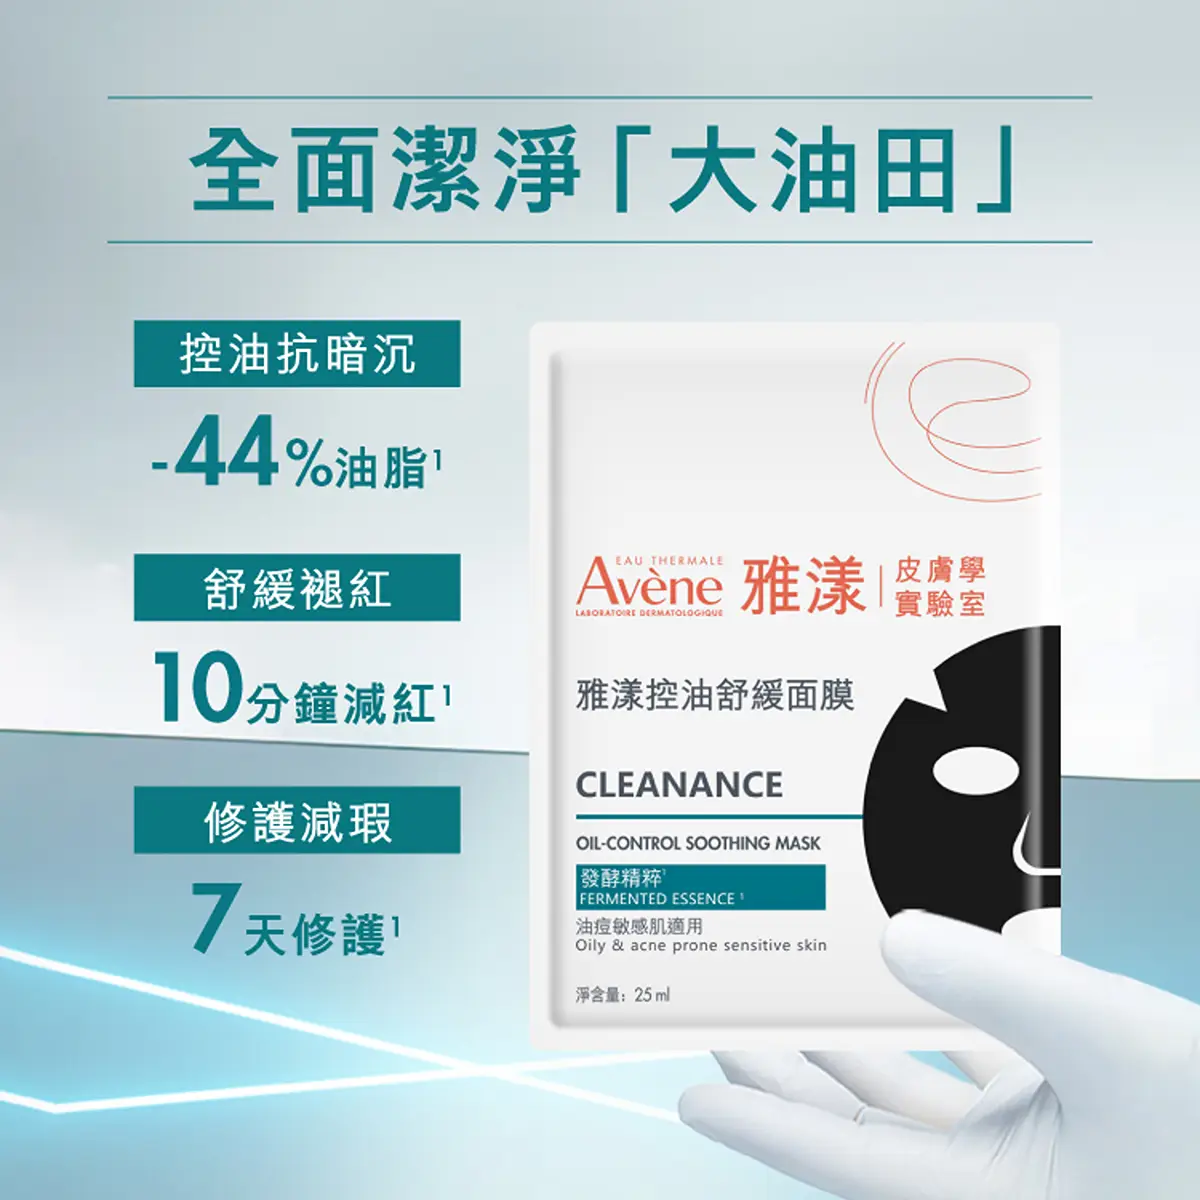 全面潔淨「大油田」
控油抗暗沉
-44%油脂¹
舒緩褪紅
10分鐘減紅¹
修護減瑕
7天修護¹
EAU THERMALE
Avène
LABORATOIRE DERMATOLOGIQUE
雅漾
皮膚學
實驗室
雅漾控油舒緩面膜
CLEANANCE
OIL-CONTROL SOOTHING MASK
發酵精粹¹
FERMENTED ESSENCE ¹
油痘敏感肌適用
Oily & acne prone sensitive skin
淨含量：25 ml